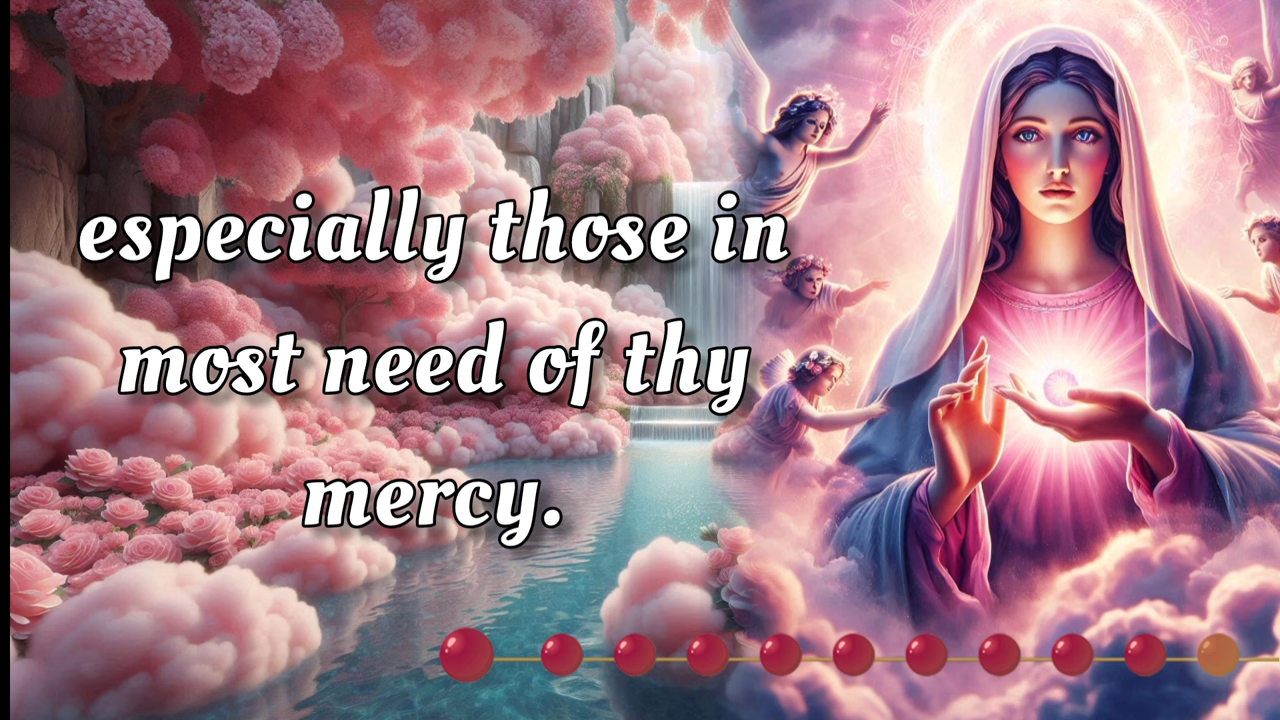 especially those in
most need of thy
mercy.